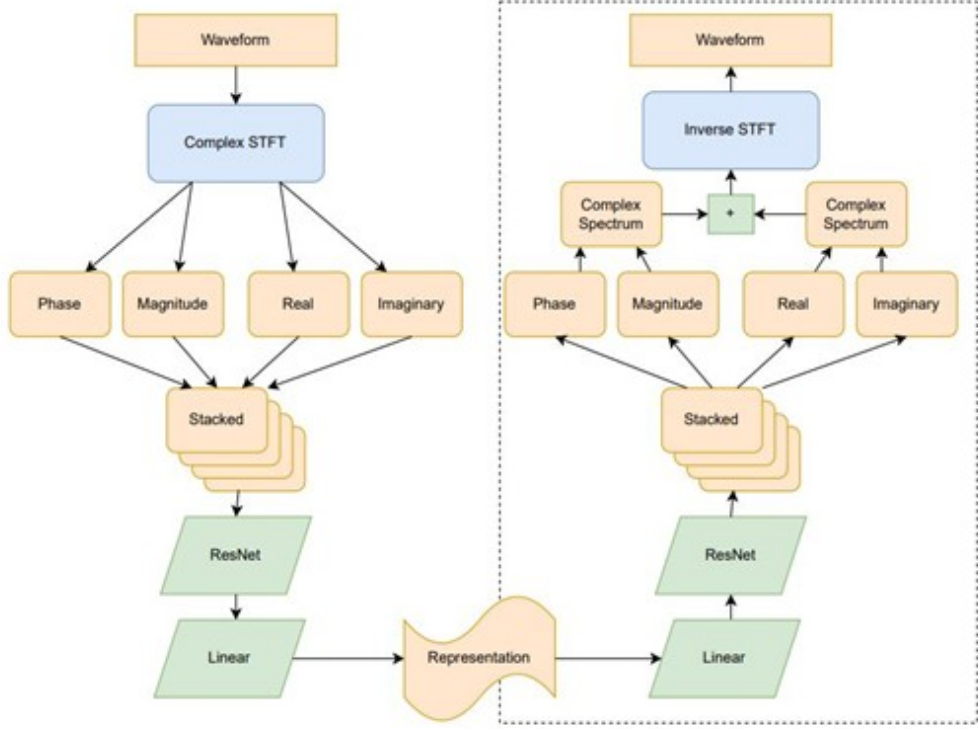 Waveform
Complex STFT
Phase
Magnitude
Real
Imaginary
Stacked
ResNet
Linear
Representation
Waveform
Inverse STFT
Complex
Spectrum
+
Complex
Spectrum
Phase
Magnitude
Real
Imaginary
Stacked
ResNet
Linear